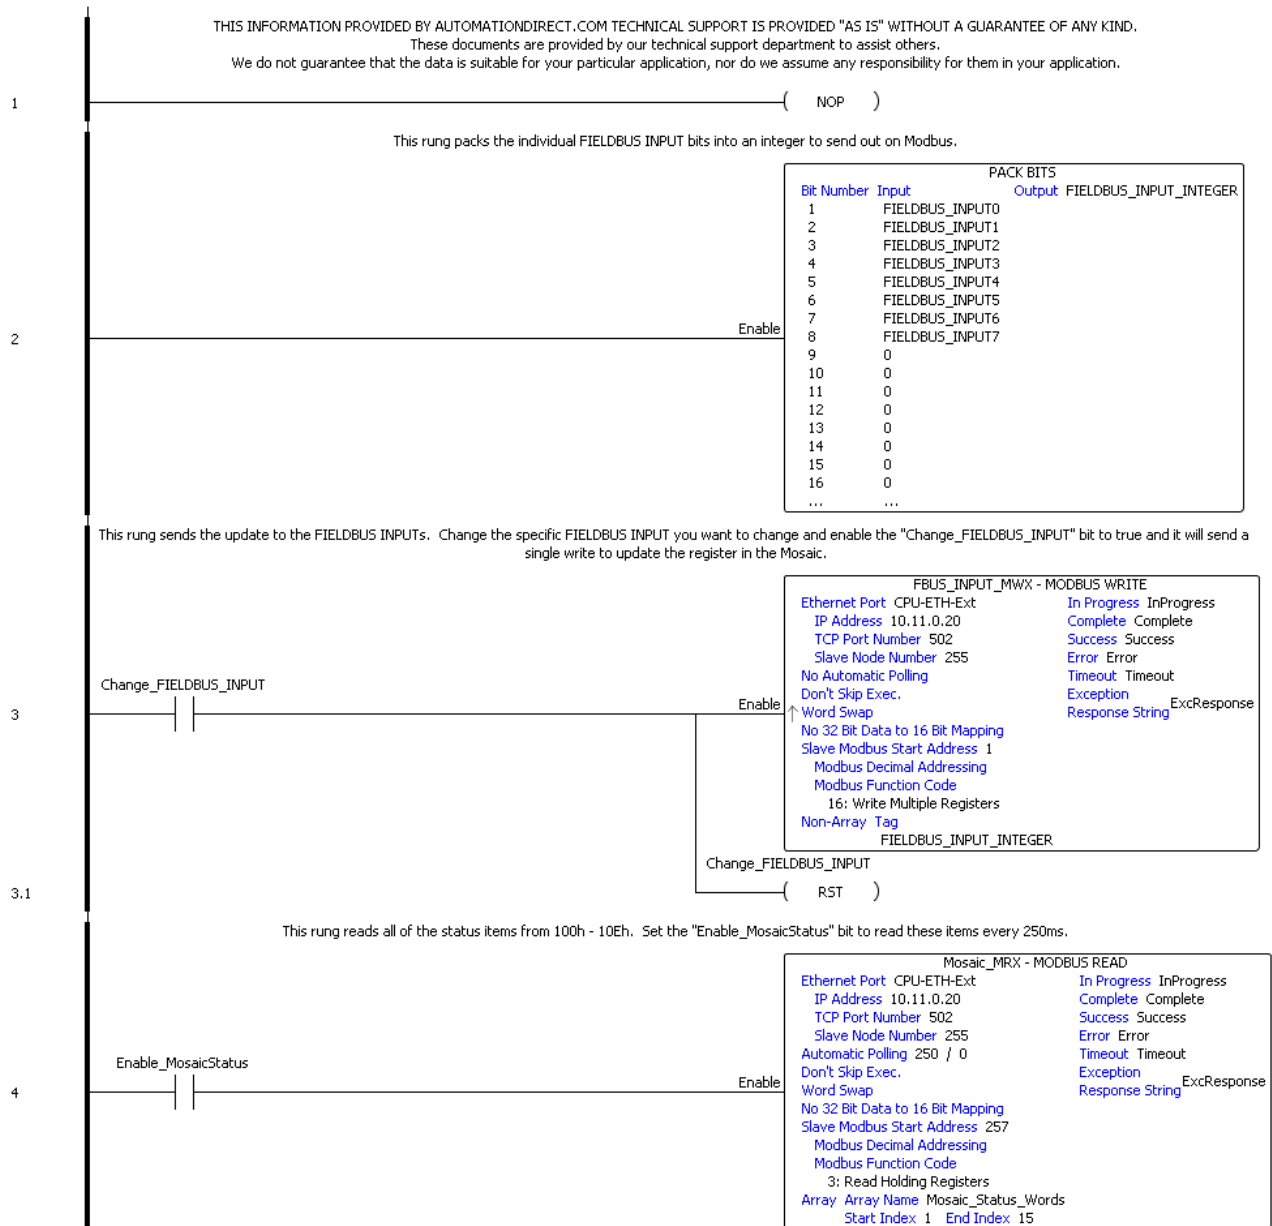 THIS INFORMATION PROVIDED BY AUTOMATIONDIRECT.COM TECHNICAL SUPPORT IS PROVIDED "AS IS" WITHOUT A GUARANTEE OF ANY KIND.
These documents are provided by our technical support department to assist others.
We do not guarantee that the data is suitable for your particular application, nor do we assume any responsibility for them in your application.
1
NOP
This rung packs the individual FIELDBUS INPUT bits into an integer to send out on Modbus.
PACK BITS
Bit Number Input Output FIELDBUS_INPUT_INTEGER
1 FIELDBUS_INPUT0
2 FIELDBUS_INPUT1
3 FIELDBUS_INPUT2
4 FIELDBUS_INPUT3
5 FIELDBUS_INPUT4
6 FIELDBUS_INPUT5
7 FIELDBUS_INPUT6
8 FIELDBUS_INPUT7
9 0
10 0
11 0
12 0
13 0
14 0
15 0
16 0
... ...
Enable
2
This rung sends the update to the FIELDBUS INPUTs. Change the specific FIELDBUS INPUT you want to change and enable the "Change_FIELDBUS_INPUT" bit to true and it will send a
single write to update the register in the Mosaic.
FBUS_INPUT_MWX - MODBUS WRITE
Ethernet Port CPU-ETH-Ext In Progress InProgress
IP Address 10.11.0.20 Complete Complete
TCP Port Number 502 Success Success
Slave Node Number 255 Error Error
No Automatic Polling Timeout Timeout
Don't Skip Exec. Exception
Word Swap Response String ExcResponse
No 32 Bit Data to 16 Bit Mapping
Slave Modbus Start Address 1
Modbus Decimal Addressing
Modbus Function Code
16: Write Multiple Registers
Non-Array Tag
FIELDBUS_INPUT_INTEGER
Change_FIELDBUS_INPUT
Enable
3
Change_FIELDBUS_INPUT
RST
3.1
This rung reads all of the status items from 100h - 10Eh. Set the "Enable_MosaicStatus" bit to read these items every 250ms.
Mosaic_MRX - MODBUS READ
Ethernet Port CPU-ETH-Ext In Progress InProgress
IP Address 10.11.0.20 Complete Complete
TCP Port Number 502 Success Success
Slave Node Number 255 Error Error
Automatic Polling 250 / 0 Timeout Timeout
Don't Skip Exec. Exception
Word Swap Response String ExcResponse
No 32 Bit Data to 16 Bit Mapping
Slave Modbus Start Address 257
Modbus Decimal Addressing
Modbus Function Code
3: Read Holding Registers
Array Array Name Mosaic_Status_Words
Start Index 1 End Index 15
Enable_MosaicStatus
Enable
4